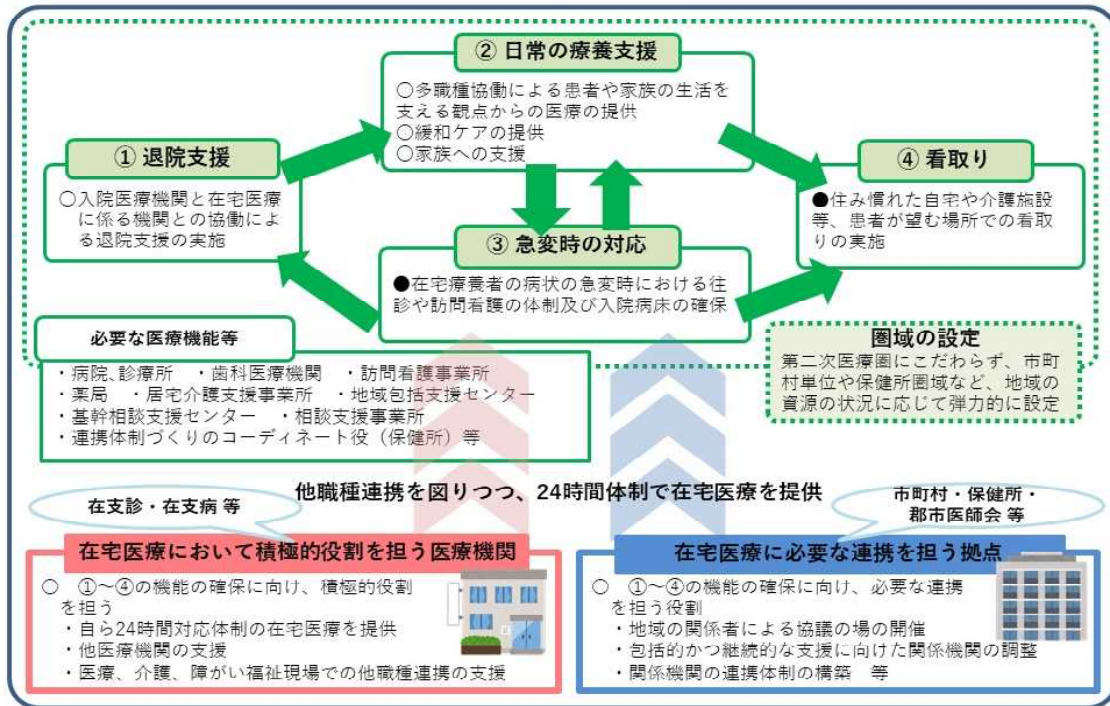 ② 日常の療養支援
○多職種協働による患者や家族の生活を
支える観点からの医療の提供
○緩和ケアの提供
○家族への支援
① 退院支援
○入院医療機関と在宅医療
に係る機関との協働によ
る退院支援の実施
④ 看取り
●住み慣れた自宅や介護施設
等、患者が望む場所での看取
りの実施
③ 急変時の対応
●在宅療養者の病状の急変時における往
診や訪問看護の体制及び入院病床の確保
必要な医療機能等
・病院、診療所 ・歯科医療機関 ・訪問看護事業所
・薬局 ・居宅介護支援事業所 ・地域包括支援センター
・基幹相談支援センター ・相談支援事業所
・連携体制づくりのコーディネート役（保健所）等
圏域の設定
第二次医療圏にこだわらず、市町
村単位や保健所圏域など、地域の
資源の状況に応じて弾力的に設定
他職種連携を図りつつ、24時間体制で在宅医療を提供
在支診・在支病 等
在宅医療において積極的役割を担う医療機関
○ ①～④の機能の確保に向け、積極的役割
を担う
・自ら24時間対応体制の在宅医療を提供
・他医療機関の支援
・医療、介護、障がい福祉現場での他職種連携の支援
市町村・保健所・
郡市医師会 等
在宅医療に必要な連携を担う拠点
○ ①～④の機能の確保に向け、必要な連携
を担う役割
・地域の関係者による協議の場の開催
・包括的かつ継続的な支援に向けた関係機関の調整
・関係機関の連携体制の構築 等